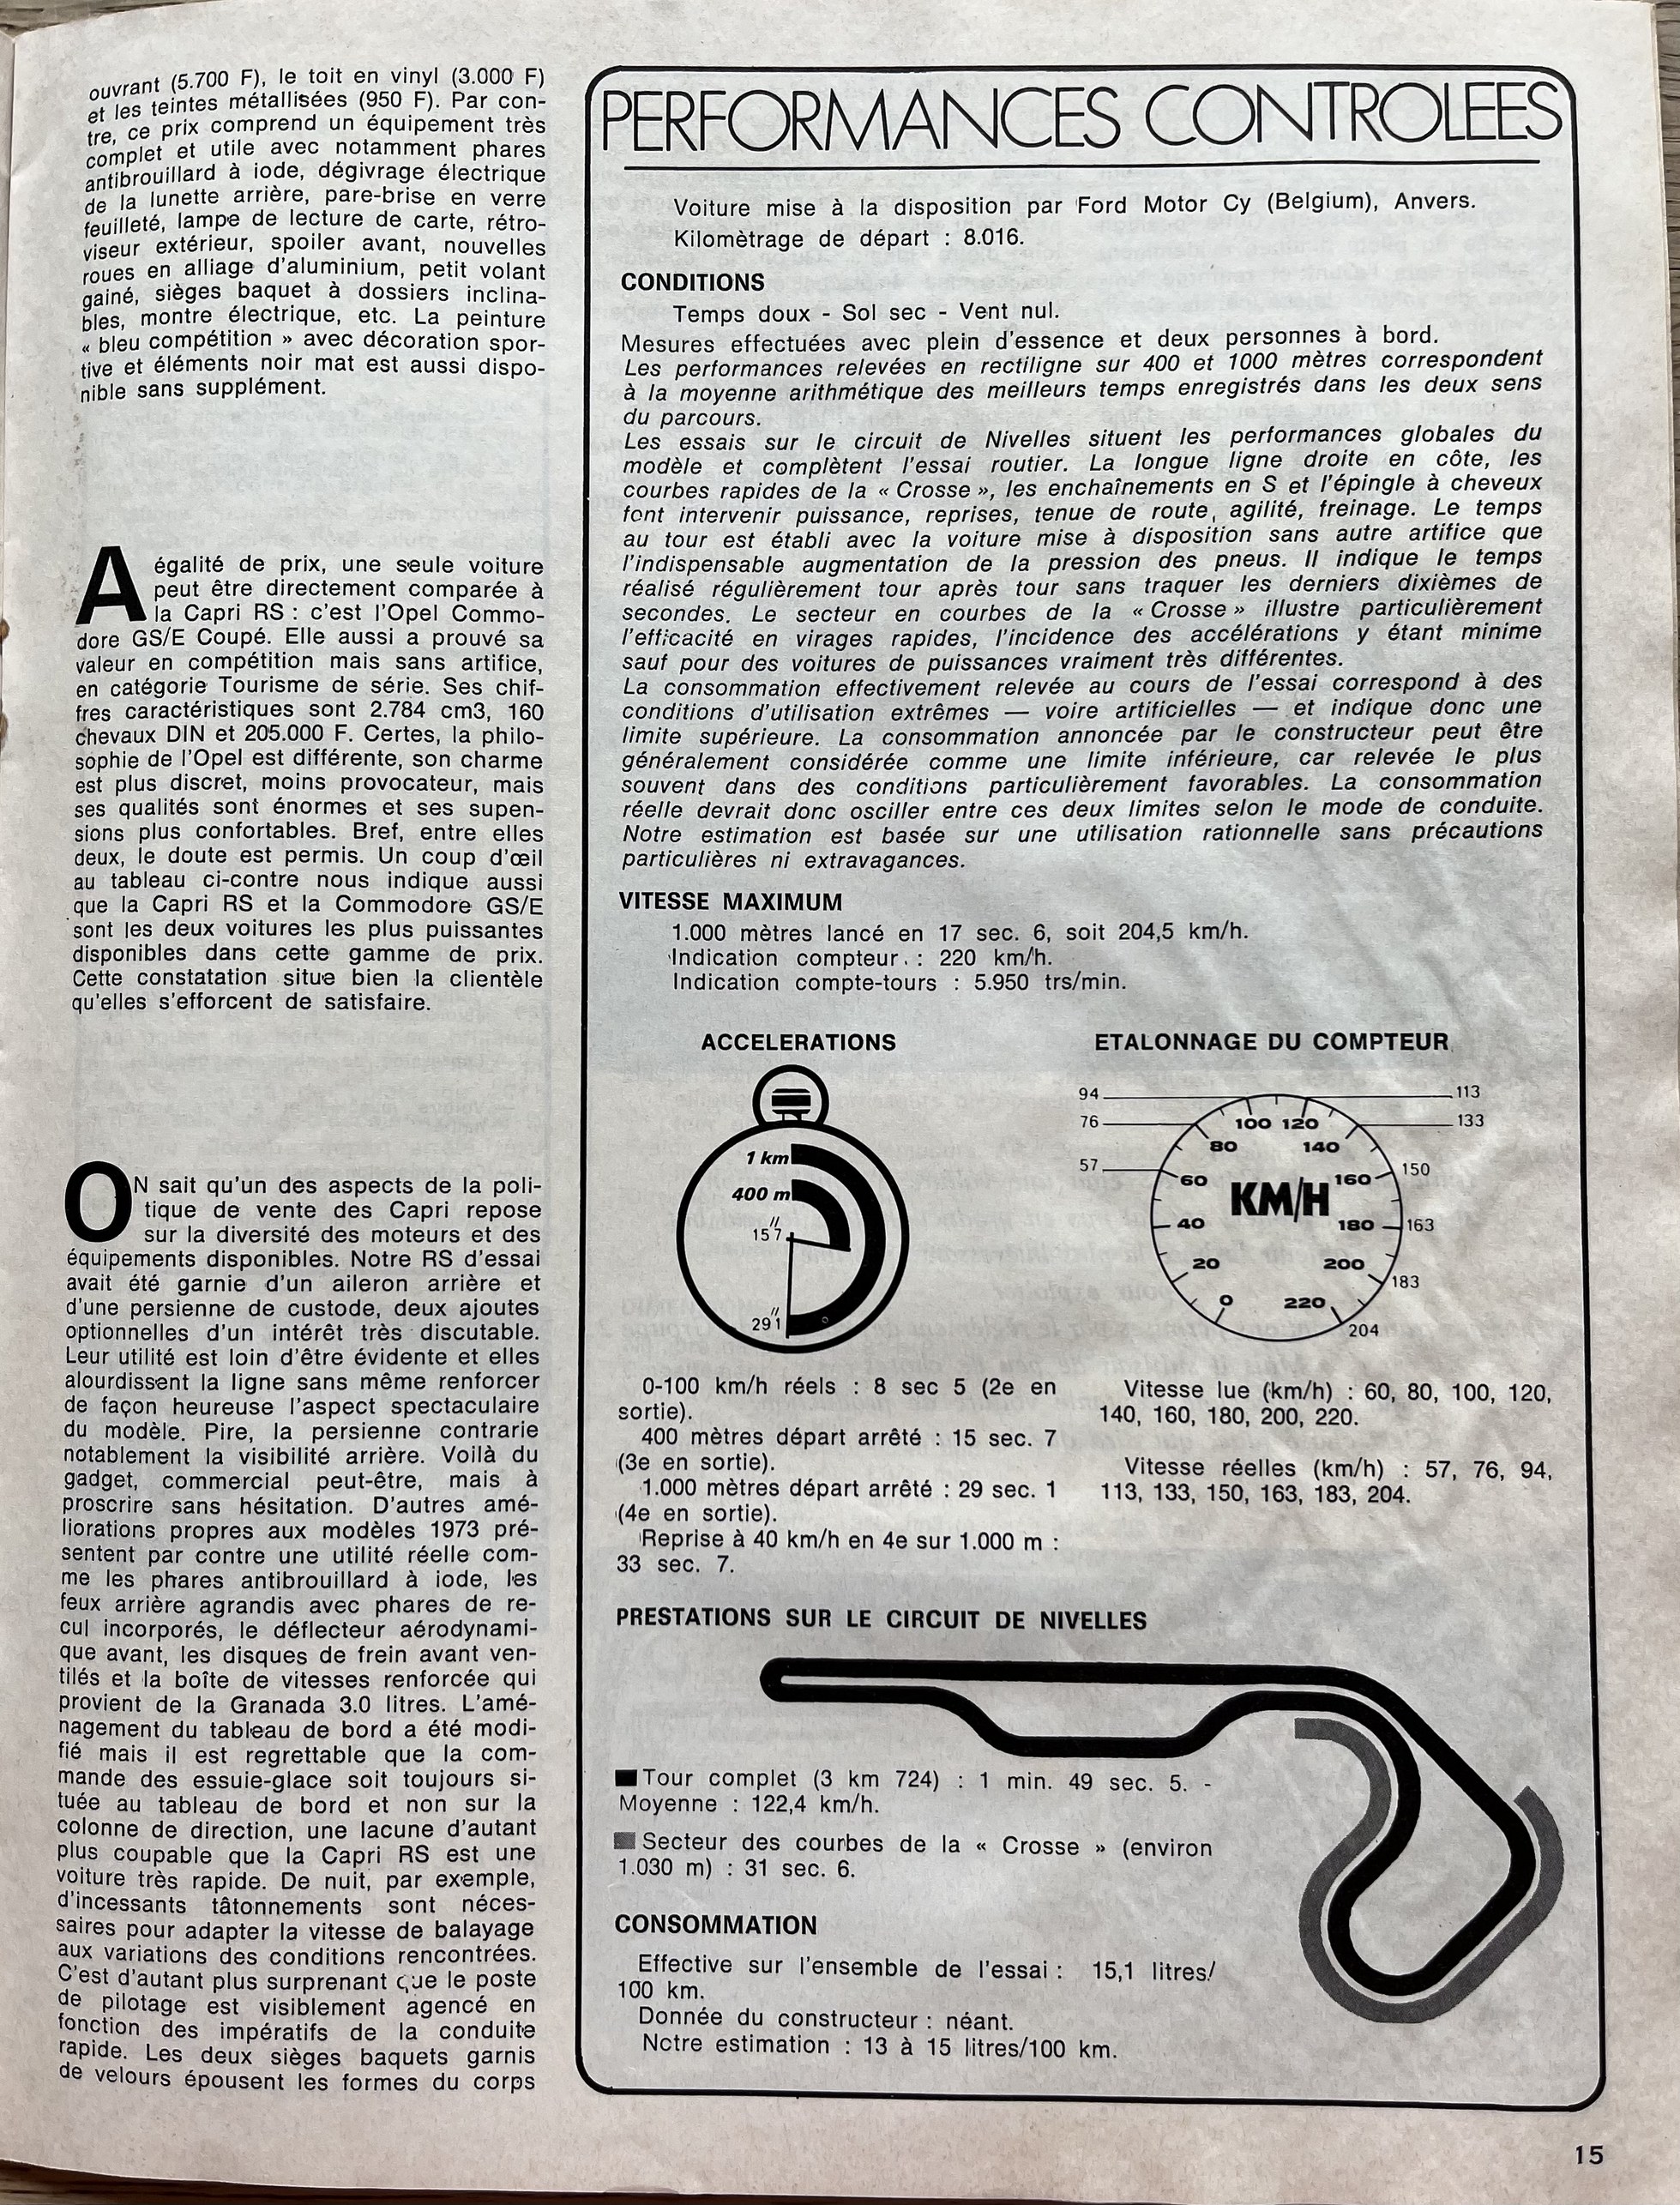 ouvrant (5.700 F), le toit en vinyl (3.000 F)
et les teintes métallisées (950 F). Par con-
tre, ce prix comprend un équipement très
complet et utile avec notamment phares
antibrouillard à iode, dégivrage électrique
de la lunette arrière, pare-brise en verre
feuilleté, lampe de lecture de carte, rétro-
viseur extérieur, spoiler avant, nouvelles
roues en alliage d'aluminium, petit volant
gainé, sièges baquet à dossiers inclina-
bles, montre électrique, etc. La peinture
« bleu compétition » avec décoration spor-
tive et éléments noir mat est aussi dispo-
nible sans supplément.
A égalité de prix, une seule voiture
peut être directement comparée à
la Capri RS : c'est l'Opel Commo-
dore GS/E Coupé. Elle aussi a prouvé sa
valeur en compétition mais sans artifice,
en catégorie Tourisme de série. Ses chif-
fres caractéristiques sont 2.784 cm3, 160
chevaux DIN et 205.000 F. Certes, la philo-
sophie de l'Opel est différente, son charme
est plus discret, moins provocateur, mais
ses qualités sont énormes et ses supen-
sions plus confortables. Bref, entre elles
deux, le doute est permis. Un coup d'œil
au tableau ci-contre nous indique aussi
que la Capri RS et la Commodore GS/E
sont les deux voitures les plus puissantes
disponibles dans cette gamme de prix.
Cette constatation situe bien la clientèle
qu'elles s'efforcent de satisfaire.
ON sait qu'un des aspects de la poli-
tique de vente des Capri repose
sur la diversité des moteurs et des
équipements disponibles. Notre RS d'essai
avait été garnie d'un aileron arrière et
d'une persienne de custode, deux ajoutes
optionnelles d'un intérêt très discutable.
Leur utilité est loin d'être évidente et elles
alourdissent la ligne sans même renforcer
de façon heureuse l'aspect spectaculaire
du modèle. Pire, la persienne contrarie
notablement la visibilité arrière. Voilà du
gadget, commercial peut-être, mais à
proscrire sans hésitation. D'autres amé-
liorations propres aux modèles 1973 pré-
sentent par contre une utilité réelle com-
me les phares antibrouillard à iode, les
feux arrière agrandis avec phares de re-
cul incorporés, le déflecteur aérodynami-
que avant, les disques de frein avant ven-
tilés et la boîte de vitesses renforcée qui
provient de la Granada 3.0 litres. L'amé-
nagement du tableau de bord a été modi-
fié mais il est regrettable que la com-
mande des essuie-glace soit toujours si-
tuée au tableau de bord et non sur la
colonne de direction, une lacune d'autant
plus coupable que la Capri RS est une
voiture très rapide. De nuit, par exemple,
d'incessants tâtonnements sont néces-
saires pour adapter la vitesse de balayage
aux variations des conditions rencontrées.
C'est d'autant plus surprenant que le poste
de pilotage est visiblement agencé en
fonction des impératifs de la conduite
rapide. Les deux sièges baquets garnis
de velours épousent les formes du corps
PERFORMANCES CONTROLEES
Voiture mise à la disposition par Ford Motor Cy (Belgium), Anvers.
Kilomètrage de départ : 8.016.
CONDITIONS
Temps doux - Sol sec - Vent nul.
Mesures effectuées avec plein d'essence et deux personnes à bord.
Les performances relevées en rectiligne sur 400 et 1000 mètres correspondent
à la moyenne arithmétique des meilleurs temps enregistrés dans les deux sens
du parcours.
Les essais sur le circuit de Nivelles situent les performances globales du
modèle et complètent l'essai routier. La longue ligne droite en côte, les
courbes rapides de la « Crosse », les enchaînements en S et l'épingle à cheveux
font intervenir puissance, reprises, tenue de route, agilité, freinage. Le temps
au tour est établi avec la voiture mise à disposition sans autre artifice que
l'indispensable augmentation de la pression des pneus. Il indique le temps
réalisé régulièrement tour après tour sans traquer les derniers dixièmes de
secondes. Le secteur en courbes de la « Crosse » illustre particulièrement
l'efficacité en virages rapides, l'incidence des accélérations y étant minime
sauf pour des voitures de puissances vraiment très différentes.
La consommation effectivement relevée au cours de l'essai correspond à des
conditions d'utilisation extrêmes — voire artificielles — et indique donc une
limite supérieure. La consommation annoncée par le constructeur peut être
généralement considérée comme une limite inférieure, car relevée le plus
souvent dans des conditions particulièrement favorables. La consommation
réelle devrait donc osciller entre ces deux limites selon le mode de conduite.
Notre estimation est basée sur une utilisation rationnelle sans précautions
particulières ni extravagances.
VITESSE MAXIMUM
1.000 mètres lancé en 17 sec. 6, soit 204,5 km/h.
Indication compteur : 220 km/h.
Indication compte-tours : 5.950 trs/min.
ACCELERATIONS
1 km
400 m
15"7
29"1
0-100 km/h réels : 8 sec 5 (2e en
sortie).
400 mètres départ arrêté : 15 sec. 7
(3e en sortie).
1.000 mètres départ arrêté : 29 sec. 1
(4e en sortie).
Reprise à 40 km/h en 4e sur 1.000 m :
33 sec. 7.
ETALONNAGE DU COMPTEUR
94 113
76 100 120 133
80 140
57 60 160 150
KM/H
40 180 163
20 200 183
0 220
204
Vitesse lue (km/h) : 60, 80, 100, 120,
140, 160, 180, 200, 220.
Vitesse réelles (km/h) : 57, 76, 94,
113, 133, 150, 163, 183, 204.
PRESTATIONS SUR LE CIRCUIT DE NIVELLES
Tour complet (3 km 724) : 1 min. 49 sec. 5. -
Moyenne : 122,4 km/h.
Secteur des courbes de la « Crosse » (environ
1.030 m) : 31 sec. 6.
CONSOMMATION
Effective sur l'ensemble de l'essai : 15,1 litres/
100 km.
Donnée du constructeur : néant.
Notre estimation : 13 à 15 litres/100 km.
15